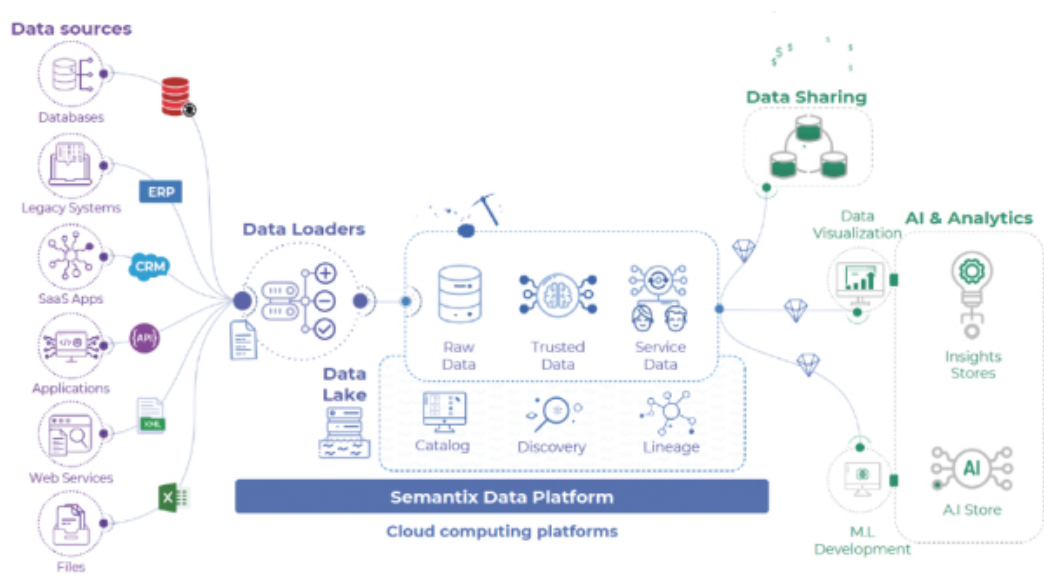 Data sources
Databases
Legacy Systems
ERP
SaaS Apps
CRM
Applications
{API}
Web Services
XML
Files
X
Data Loaders
Raw
Data
Trusted
Data
Service
Data
Data
Lake
Catalog
Discovery
Lineage
Semantix Data Platform
Cloud computing platforms
$ $ $ $ $ $
Data Sharing
Data
Visualization
AI & Analytics
Insights
Stores
AI
A.I Store
M.L
Development